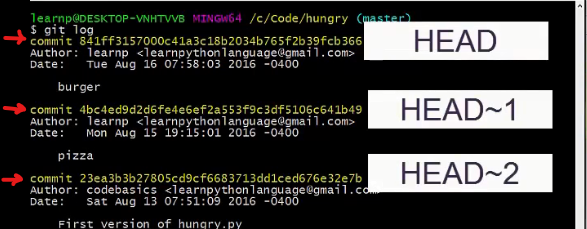 learnp@DESKTOP-VNHTVVB MINGW64 /c/Code/hungry (master)
$ git log
commit 841ff3157000c41a3c18b2034b765f2b39fcb366
HEAD
Author: learnp <learnpythonlanguage@gmail.com>
Date: Tue Aug 16 07:58:03 2016 -0400
burger
commit 4bc4ed9d2d6fe4e6ef2a553f9c3df5106c641b49
HEAD~1
Author: learnp <learnpythonlanguage@gmail.com>
Date: Mon Aug 15 19:15:01 2016 -0400
pizza
commit 23ea3b3b27805cd9cf6683713dd1ced676e32e7b
HEAD~2
Author: codebasics <learnpythonlanguage@gmail.com>
Date: Sat Aug 13 07:51:09 2016 -0400
First version of hungry.py